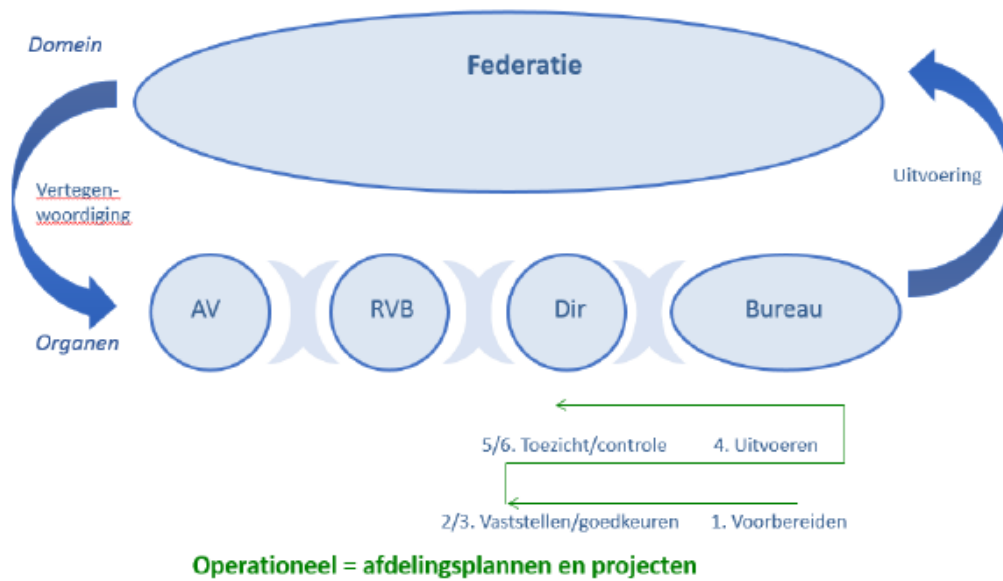 Domein
Federatie
Vertegen-
woordiging
Uitvoering
AV
RVB
Dir
Bureau
Organen
5/6. Toezicht/controle
4. Uitvoeren
2/3. Vaststellen/goedkeuren
1. Voorbereiden
Operationeel = afdelingsplannen en projecten